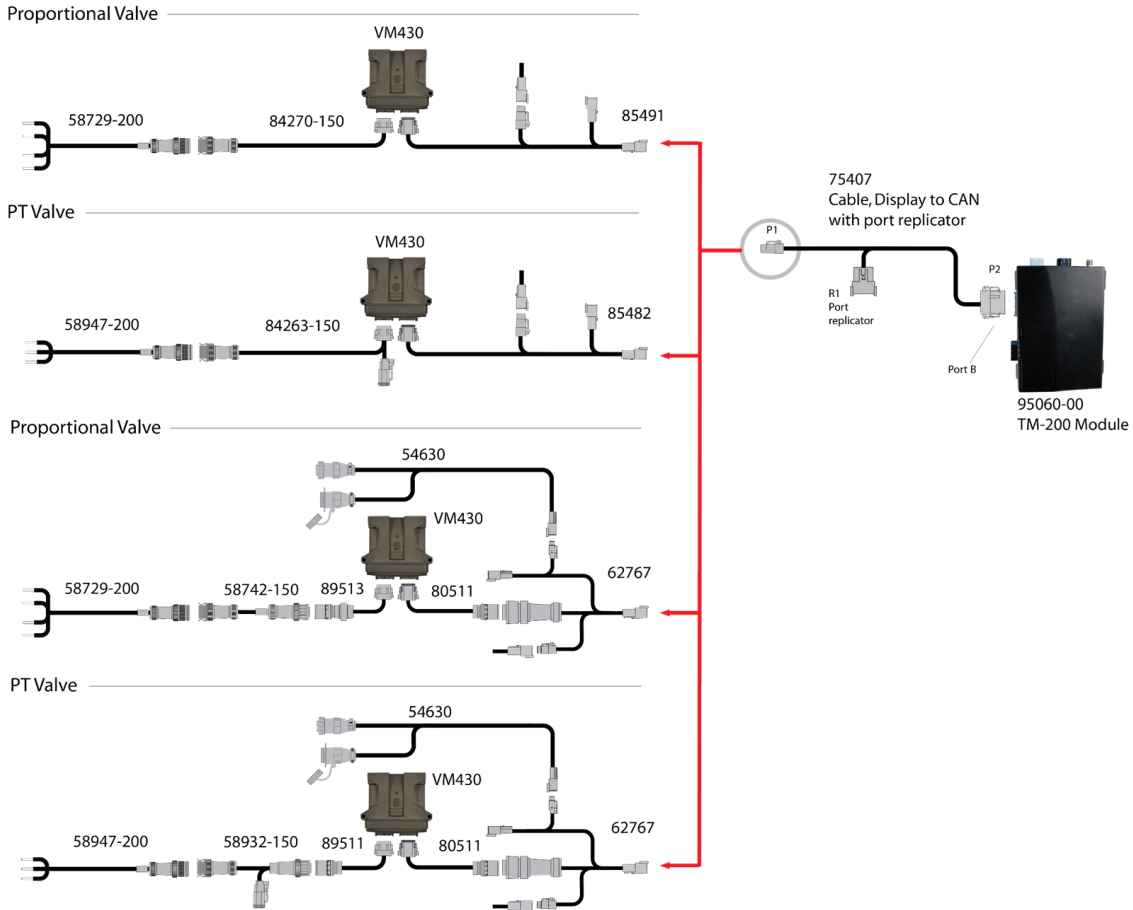 Proportional Valve
VM430
58729-200
84270-150
85491
PT Valve
VM430
58947-200
84263-150
85482
75407
Cable, Display to CAN
with port replicator
P1
R1
Port
replicator
P2
Port B
95060-00
TM-200 Module
Proportional Valve
54630
VM430
58729-200
58742-150
89513
80511
62767
PT Valve
54630
VM430
58947-200
58932-150
89511
80511
62767